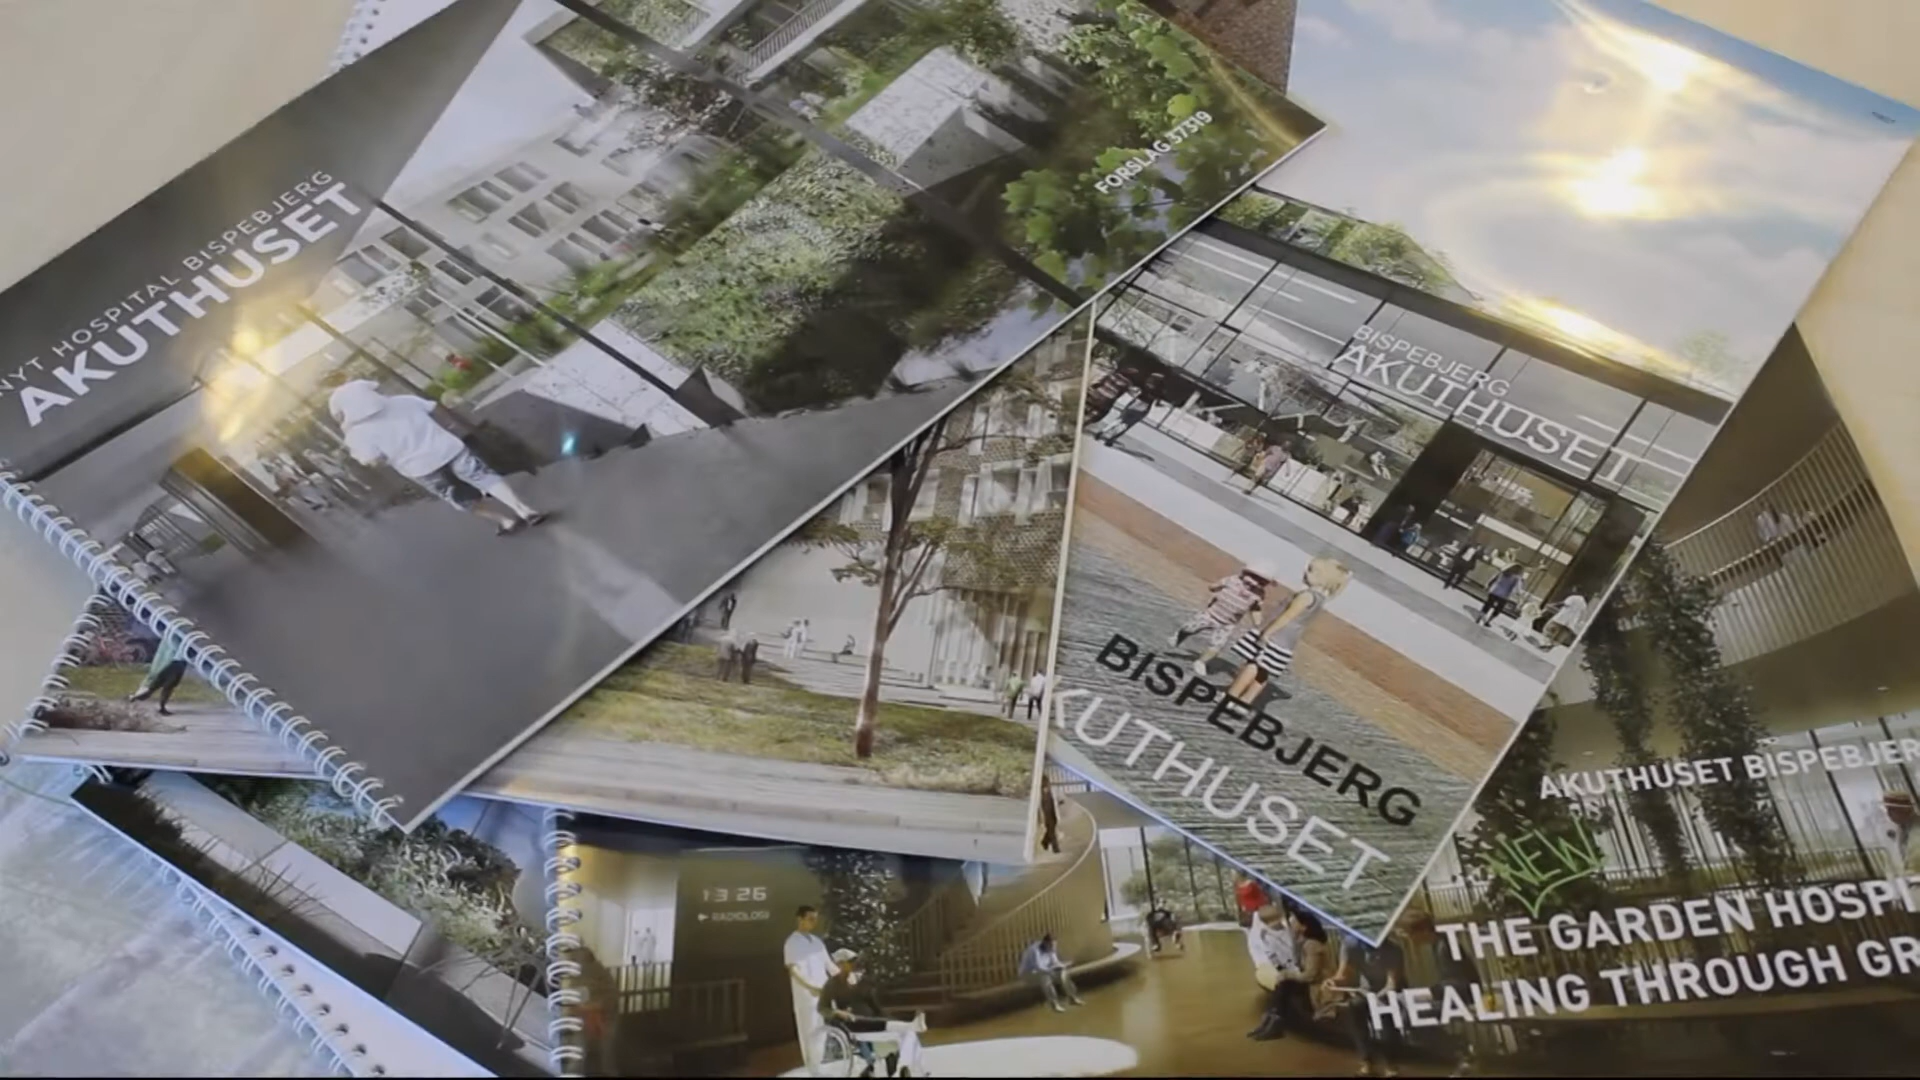 NYT HOSPITAL BISPEBJERG
AKUTHUSET
FORSLAG 37319
BISPEBJERG
AKUTHUSET
BISPEBJERG
KUTHUSET
13 26
RADIOLOGI
AKUTHUSET BISPEBJER
NEW
THE GARDEN HOSPI
HEALING THROUGH GR